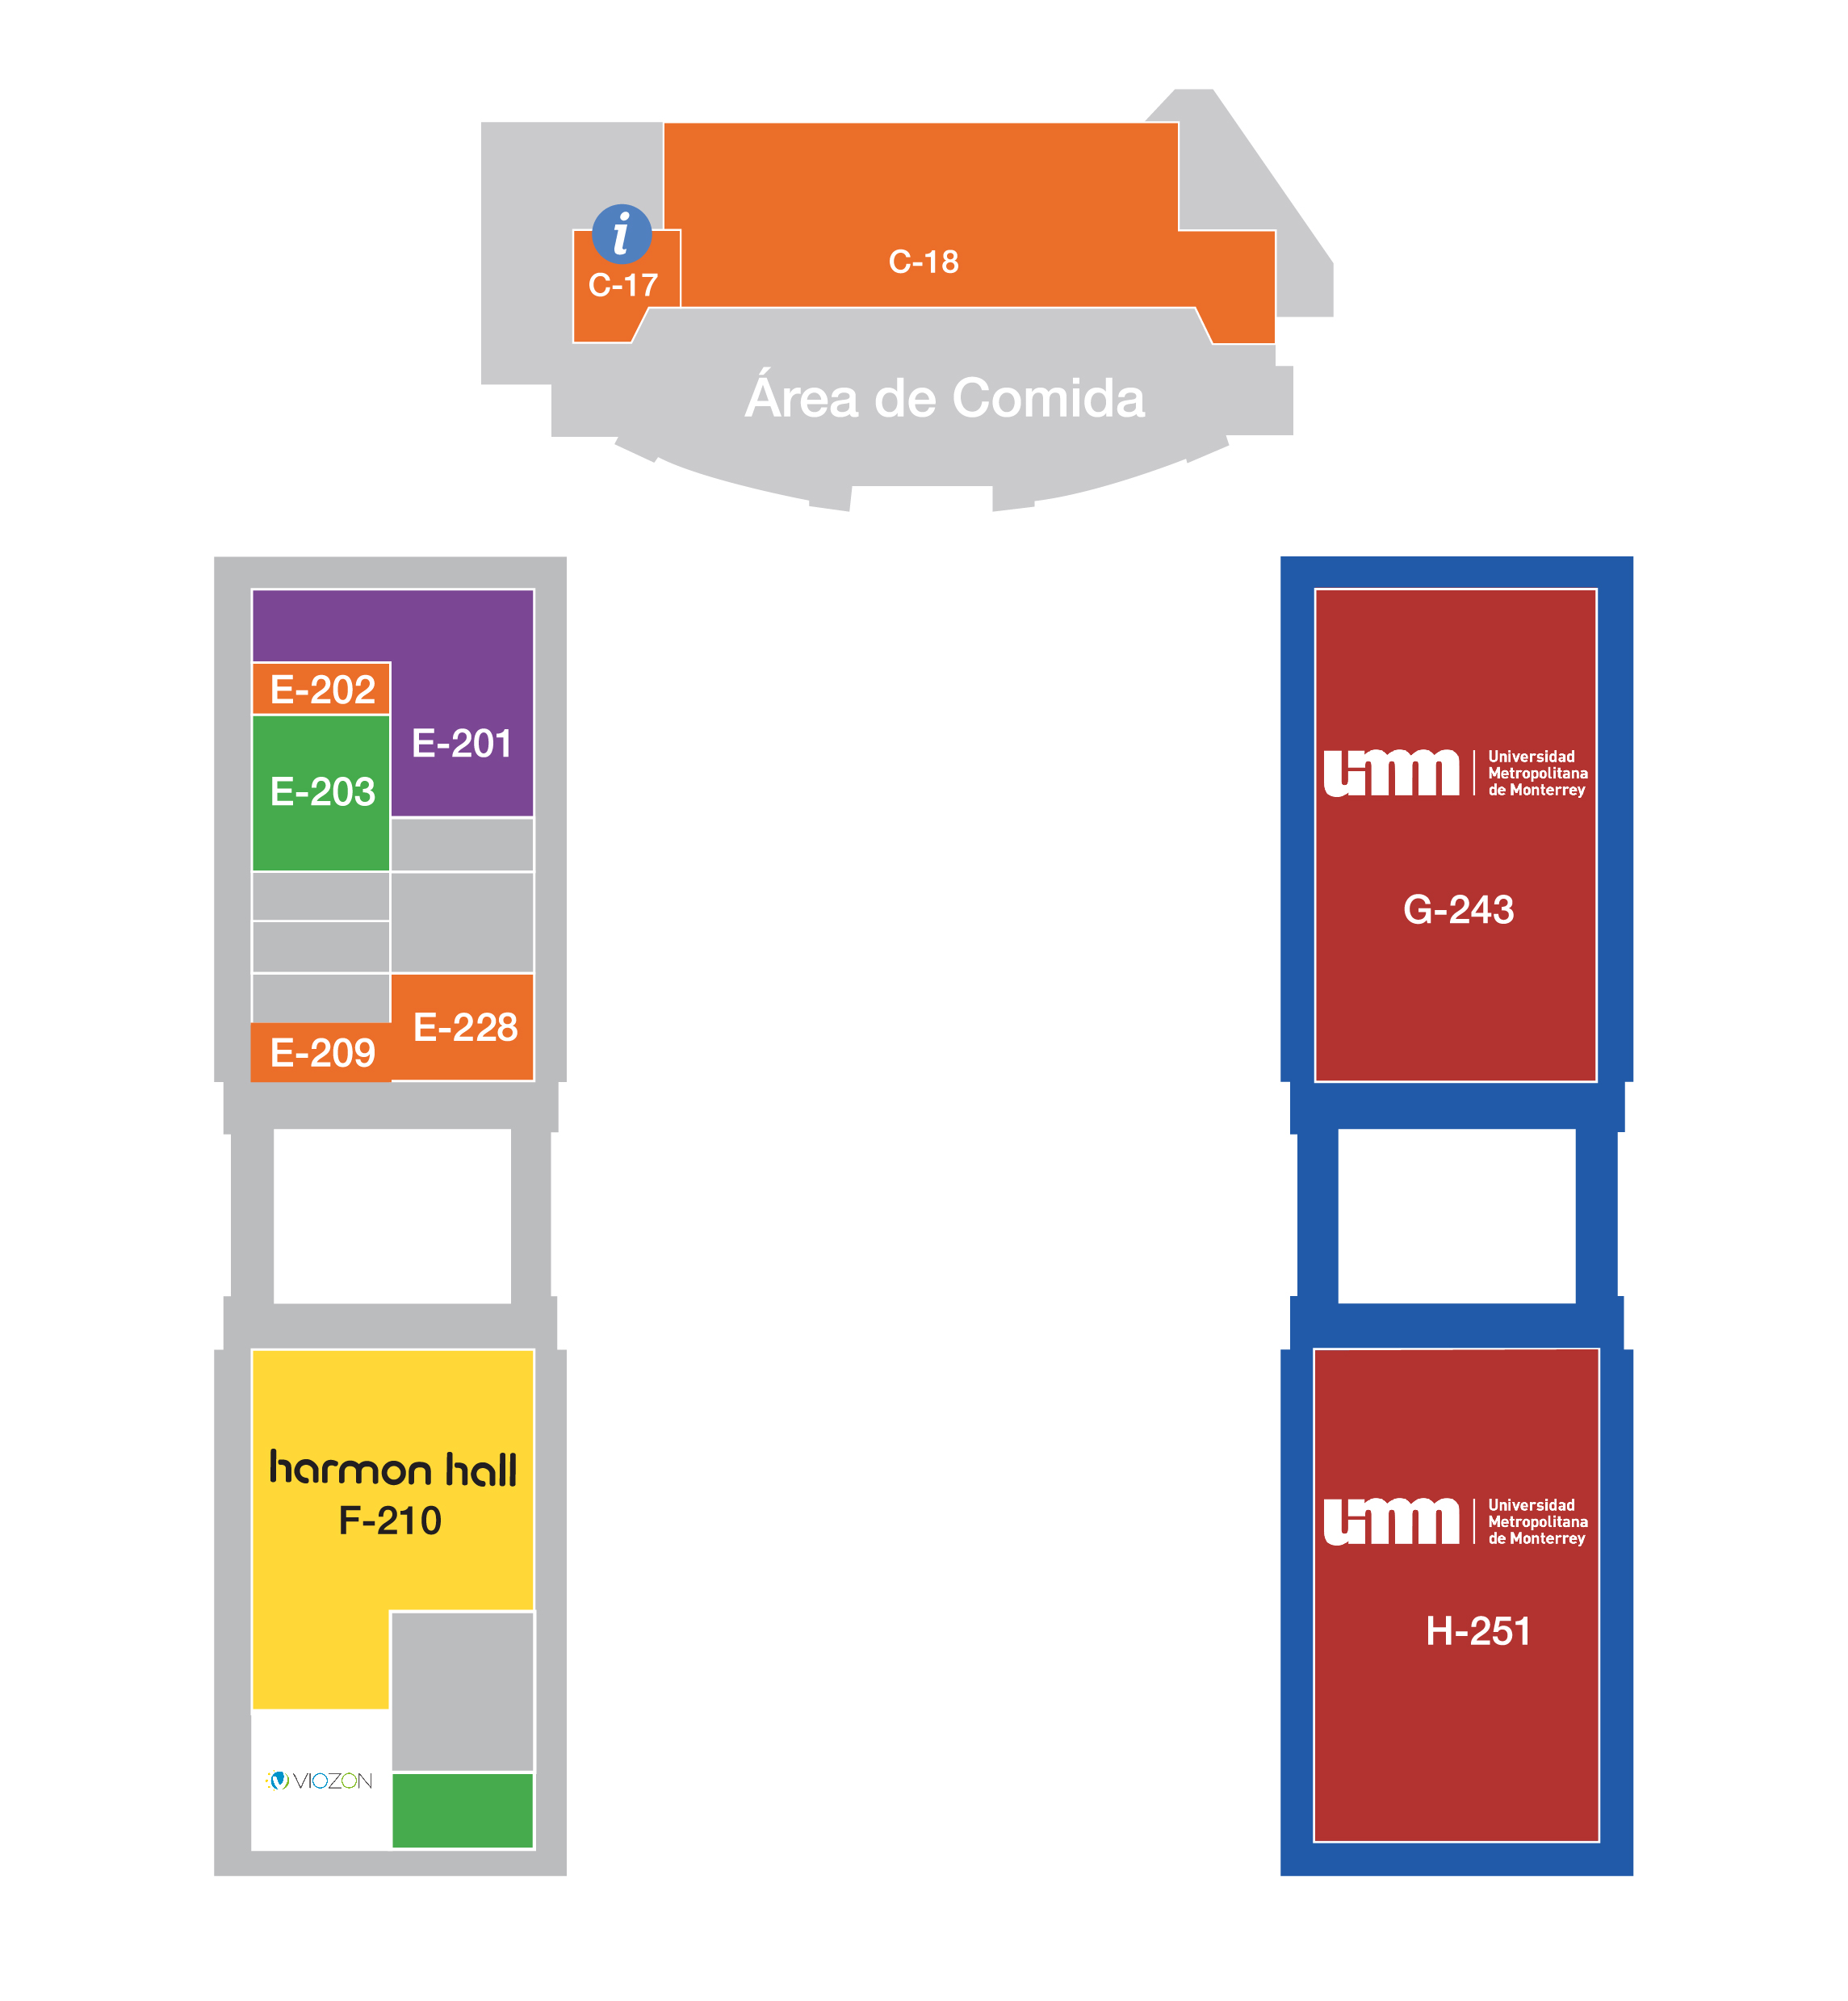 i
C-17
C-18
Área de Comida
E-202
E-201
E-203
E-228
E-209
harmon hall
F-210
VIOZON
umm
Universidad
Metropolitana
de Monterrey
G-243
umm
Universidad
Metropolitana
de Monterrey
H-251